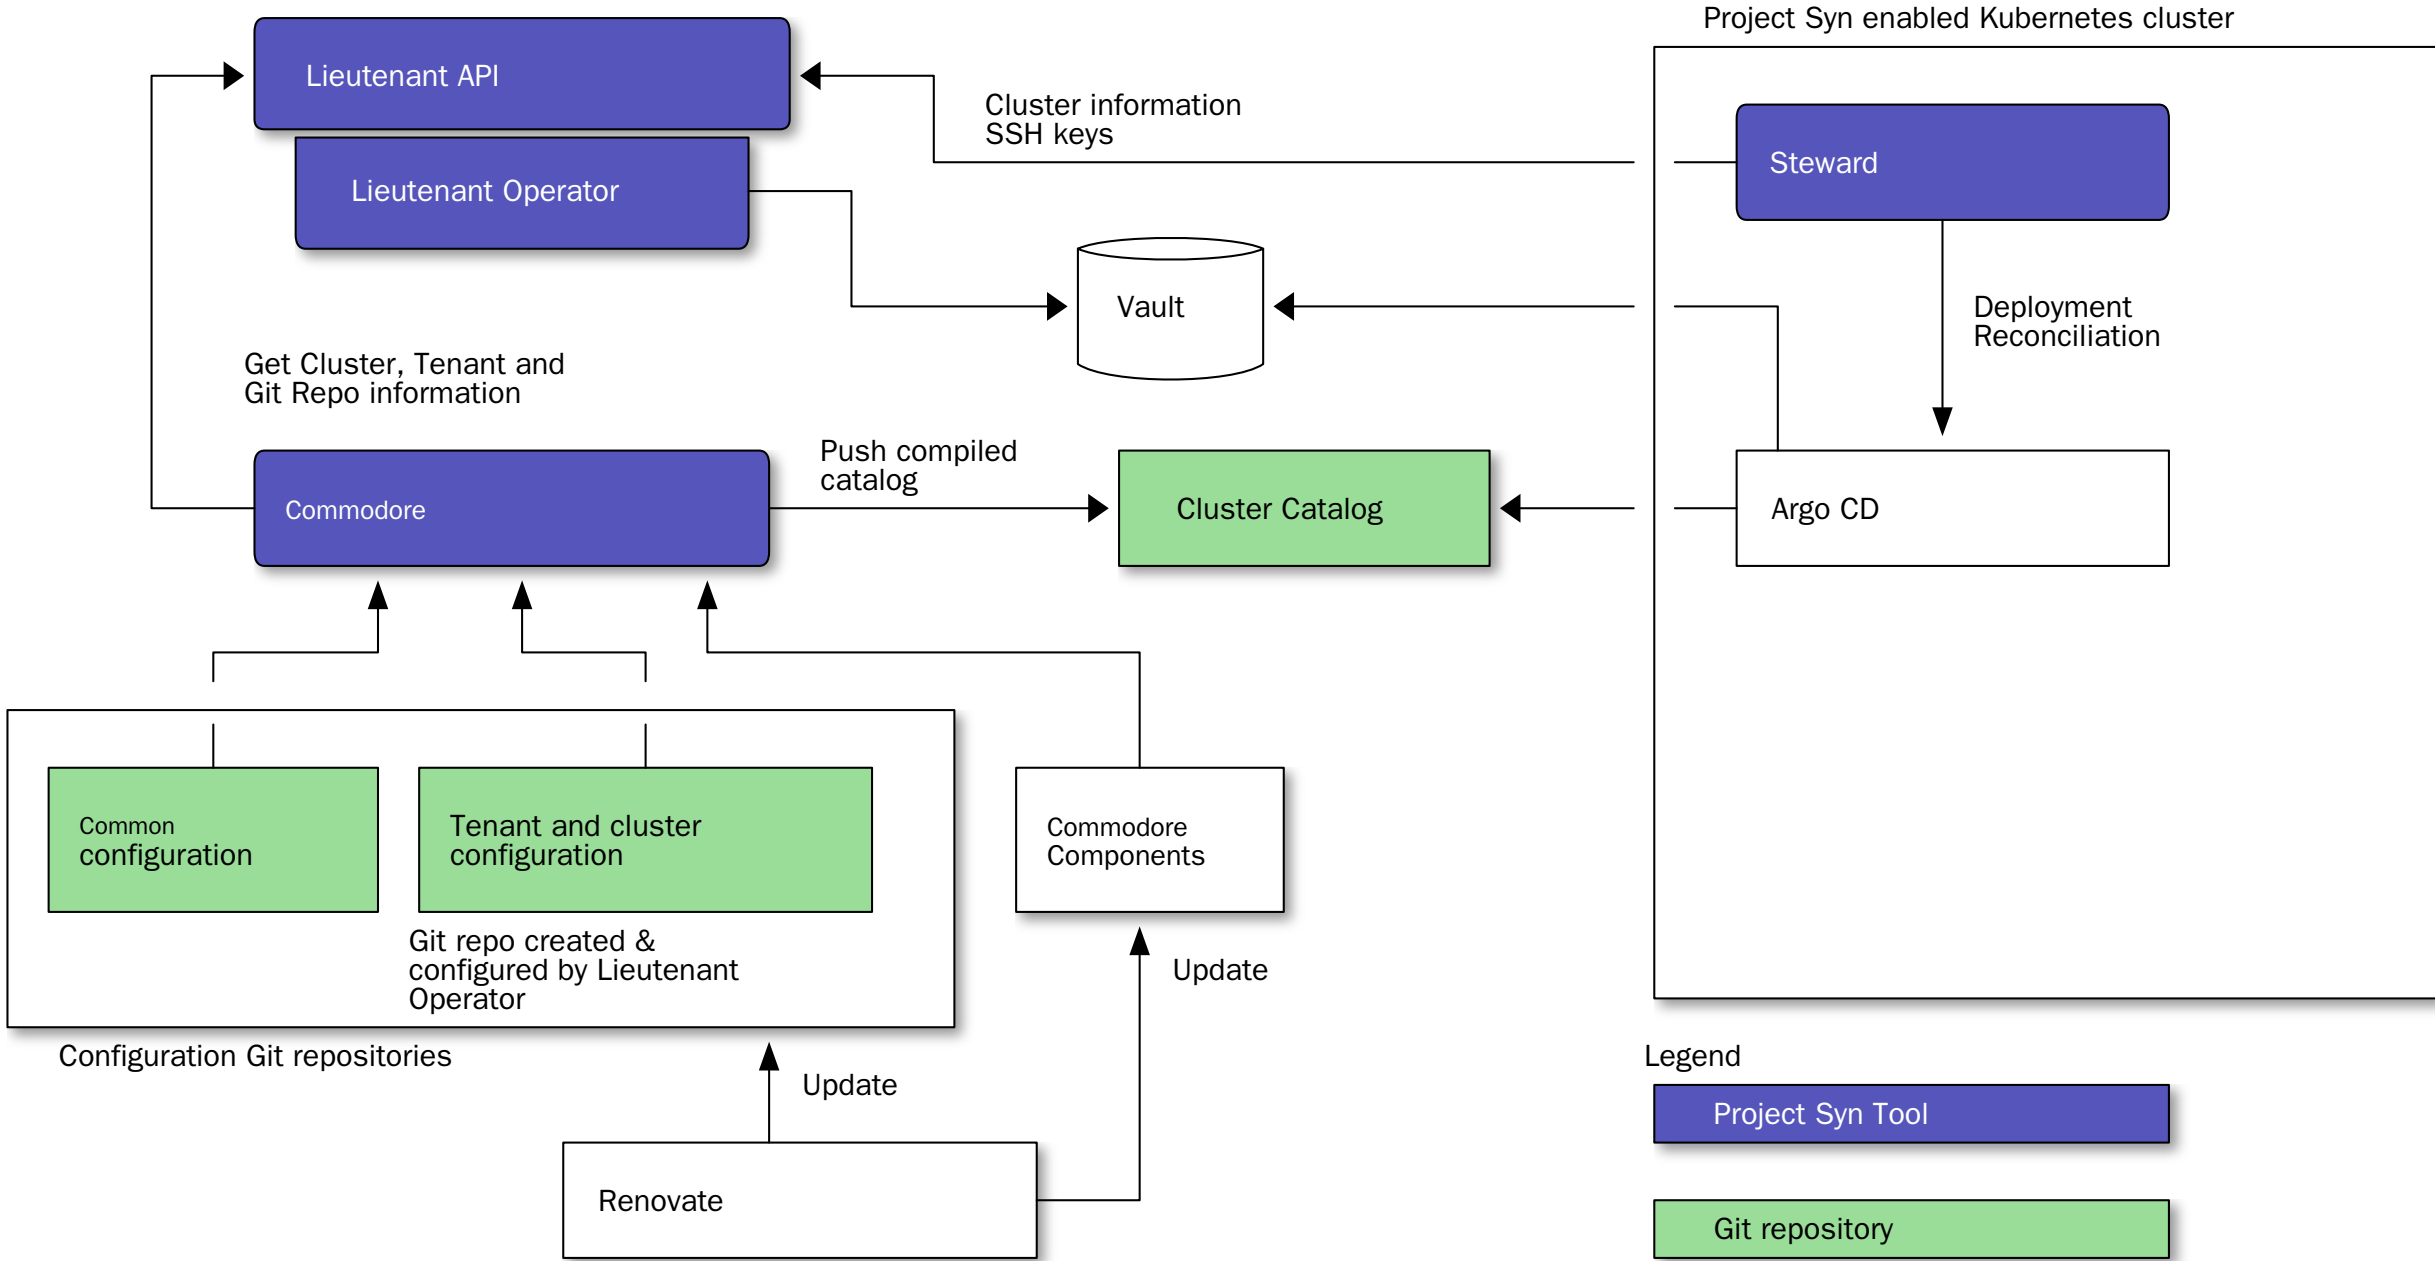 Project Syn enabled Kubernetes cluster
Lieutenant API
Cluster information
SSH keys
Steward
Lieutenant Operator
Vault
Deployment
Reconciliation
Get Cluster, Tenant and
Git Repo information
Push compiled
catalog
Commodore
Cluster Catalog
Argo CD
Common
configuration
Tenant and cluster
configuration
Commodore
Components
Git repo created &
configured by Lieutenant
Operator
Update
Configuration Git repositories
Update
Legend
Project Syn Tool
Renovate
Git repository